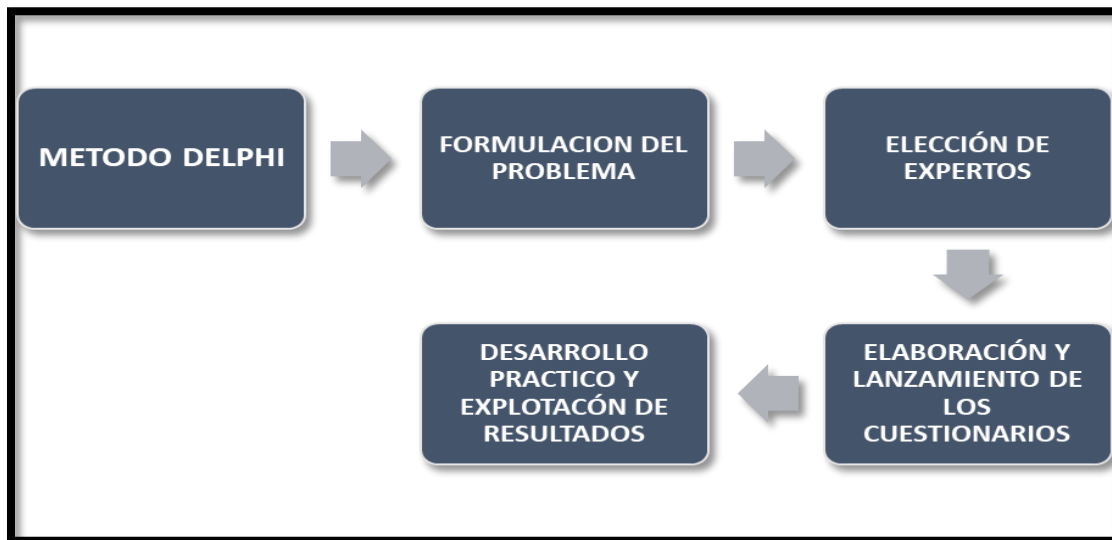 METODO DELPHI
FORMULACION DEL
PROBLEMA
ELECCIÓN DE
EXPERTOS
ELABORACIÓN Y
LANZAMIENTO DE
LOS
CUESTIONARIOS
DESARROLLO
PRACTICO Y
EXPLOTACÓN DE
RESULTADOS